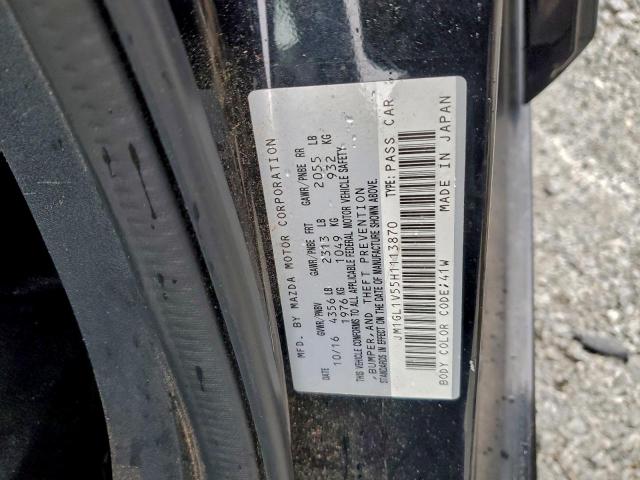 MFD. BY MAZDA MOTOR CORPORATION
DATE GVWR/PNBV GAWR/PNBE FRT GAWR/PNBE RR
10/16 4356 LB 2313 LB 2055 LB
1976 KG 1049 KG 932 KG
THIS VEHICLE CONFORMS TO ALL APPLICABLE FEDERAL MOTOR VEHICLE SAFETY,
,BUMPER,AND THEFT PREVENTION
STANDARDS IN EFFECT ON THE DATE OF MANUFACTURE SHOWN ABOVE.
JM1GL1V55H1113870 TYPE: PASS CAR
BODY COLOR CODE:41W MADE IN JAPAN